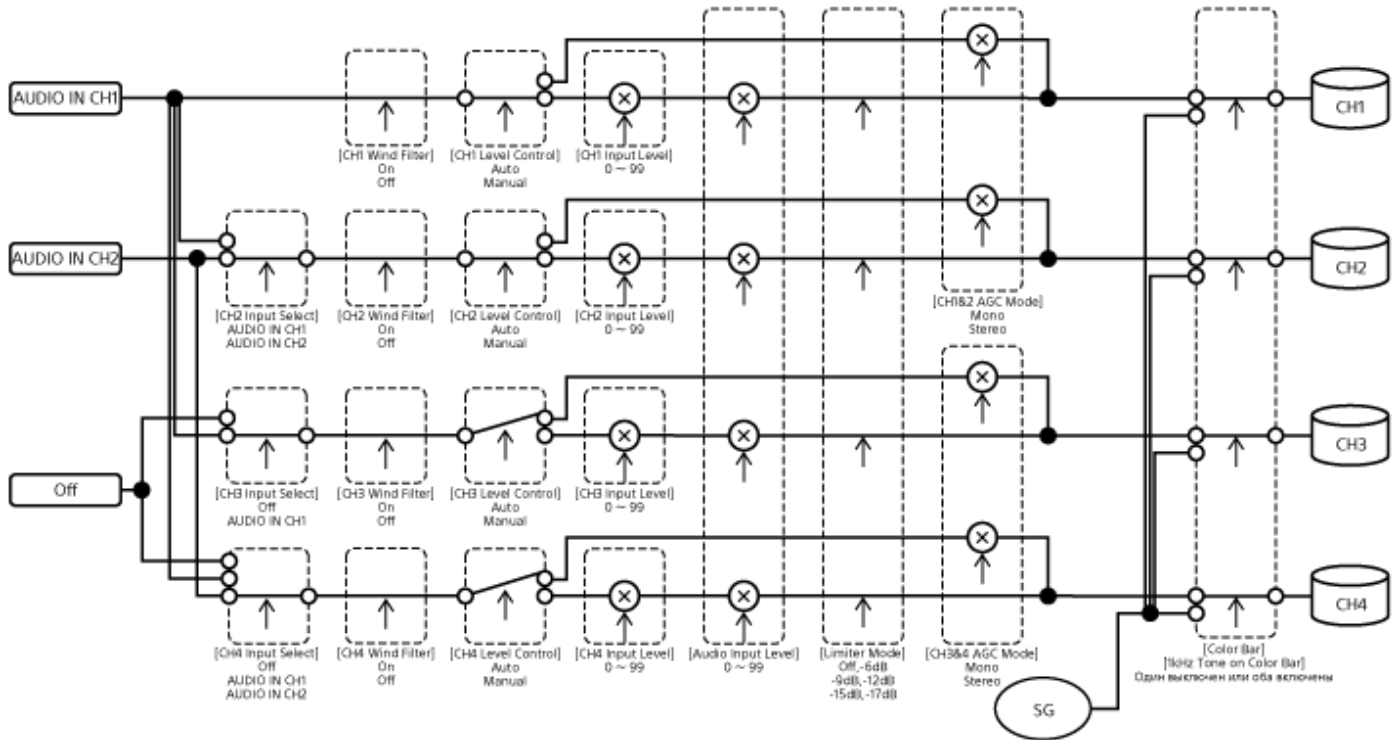 AUDIO IN CH1
CH1
[CH1 Wind Filter]
On
Off
[CH1 Level Control]
Auto
Manual
[CH1 Input Level]
0 ~ 99
AUDIO IN CH2
CH2
[CH2 Input Select]
AUDIO IN CH1
AUDIO IN CH2
[CH2 Wind Filter]
On
Off
[CH2 Level Control]
Auto
Manual
[CH2 Input Level]
0 ~ 99
[CH1&2 AGC Mode]
Mono
Stereo
CH3
Off
[CH3 Input Select]
Off
AUDIO IN CH1
[CH3 Wind Filter]
On
Off
[CH3 Level Control]
Auto
Manual
[CH3 Input Level]
0 ~ 99
CH4
[CH4 Input Select]
Off
AUDIO IN CH1
AUDIO IN CH2
[CH4 Wind Filter]
On
Off
[CH4 Level Control]
Auto
Manual
[CH4 Input Level]
0 ~ 99
[Audio Input Level]
0 ~ 99
[Limiter Mode]
Off,-6dB
-9dB,-12dB
-15dB,-17dB
[CH3&4 AGC Mode]
Mono
Stereo
[Color Bar]
[1kHz Tone on Color Bar]
Один выключен или оба включены
SG